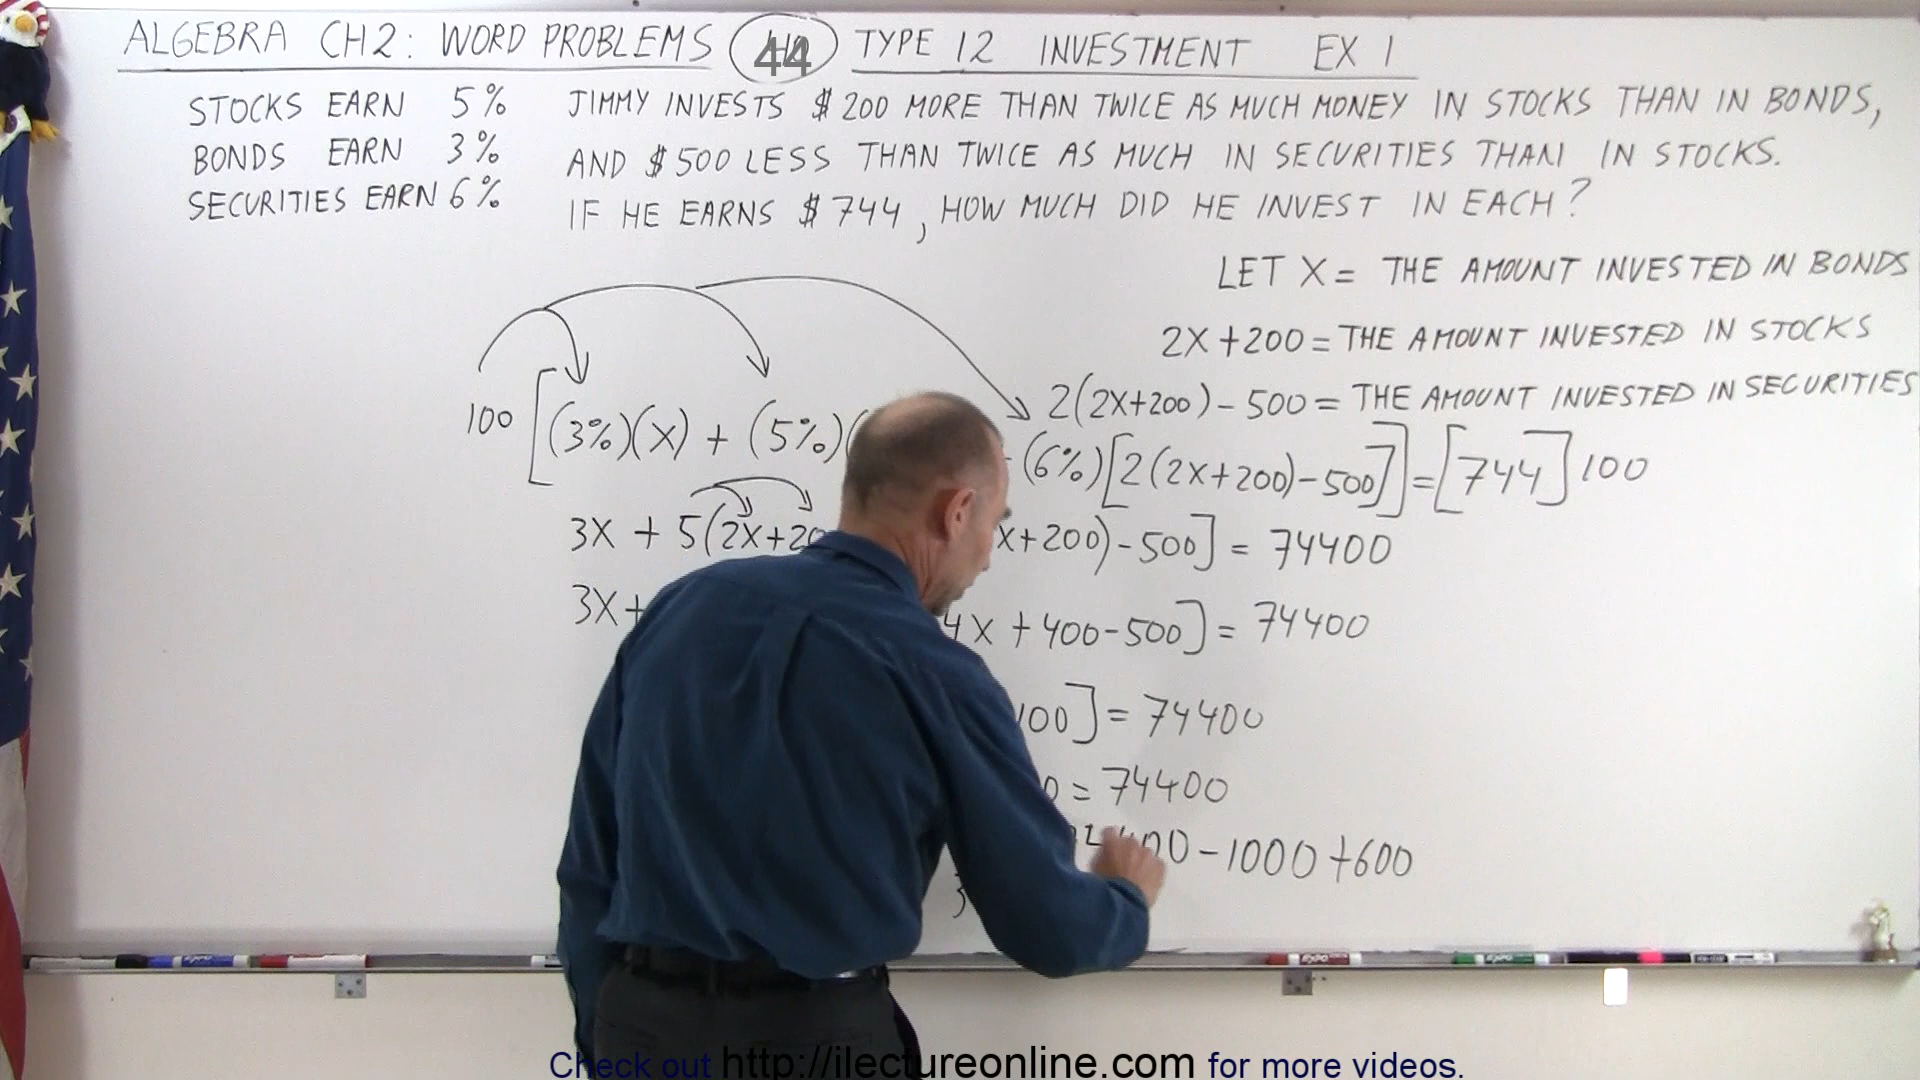 ALGEBRA CH2: WORD PROBLEMS 44 TYPE 12 INVESTMENT EX 1
STOCKS EARN 5%
BONDS EARN 3%
SECURITIES EARN 6%
JIMMY INVESTS $200 MORE THAN TWICE AS MUCH MONEY IN STOCKS THAN IN BONDS,
AND $500 LESS THAN TWICE AS MUCH IN SECURITIES THAN IN STOCKS.
IF HE EARNS $744, HOW MUCH DID HE INVEST IN EACH?
LET X = THE AMOUNT INVESTED IN BONDS
2X+200 = THE AMOUNT INVESTED IN STOCKS
2(2X+200)-500 = THE AMOUNT INVESTED IN SECURITIES
100 [(3%)(X) + (5%)( (6%)[2(2X+200)-500]] = [744]100
3X + 5(2X+20 X+200)-500] = 74400
3X+ 4X + 400-500] = 74400
100] = 74400
0 = 74400
400 -1000 +600
Check out http://ilectureonline.com for more videos.